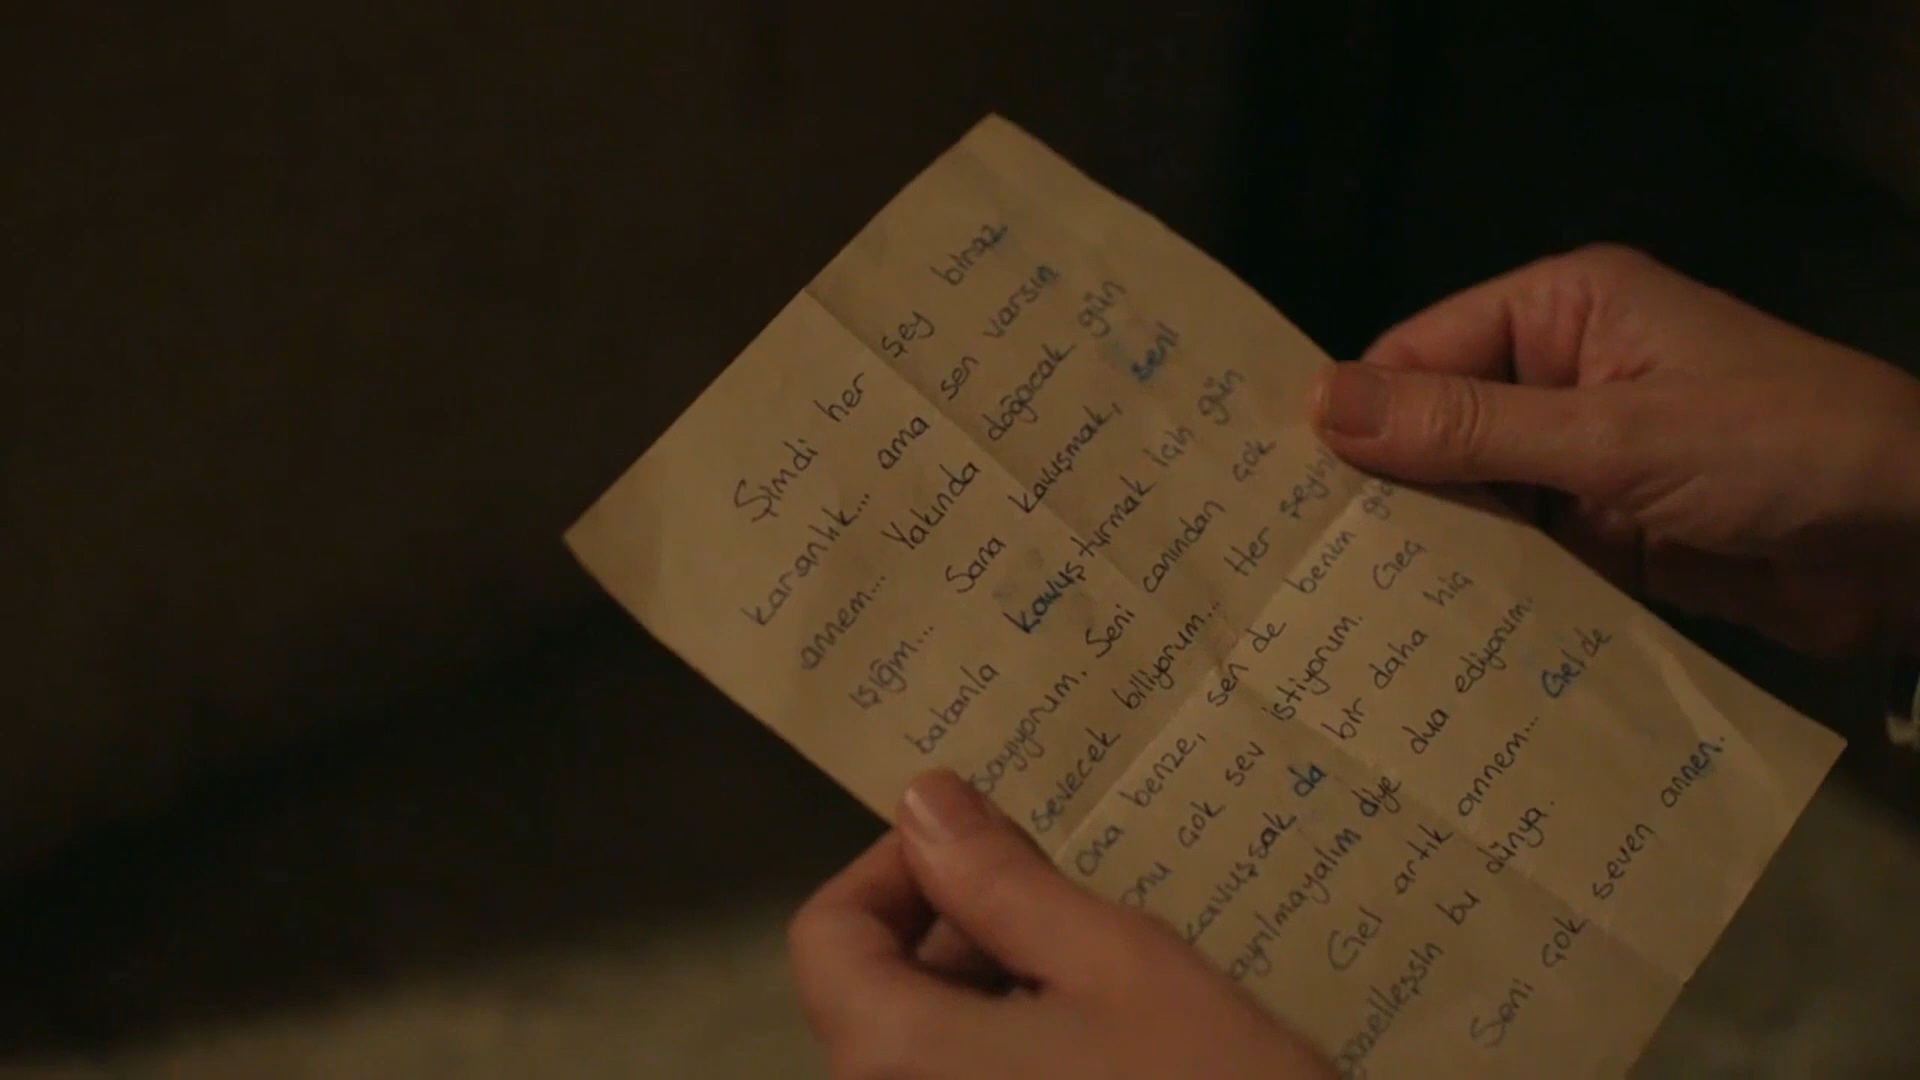 Şimdi her şey biraz
karanlık... ama sen varsın
annem... Yakında doğacak gün
ışığım... Sana kavuşmak, seni
babanla kavuşturmak için gün
sayıyorum. Seni canından çok
sevecek biliyorum... Her şeyin
ona benze, sen de benim
onu çok sev istiyorum. Geç
kavuşsak da bir daha hiç
ayrılmayalım diye dua ediyorum.
Gel artık annem... Gel de
güzelleşsin bu dünya.
Seni çok seven annen.